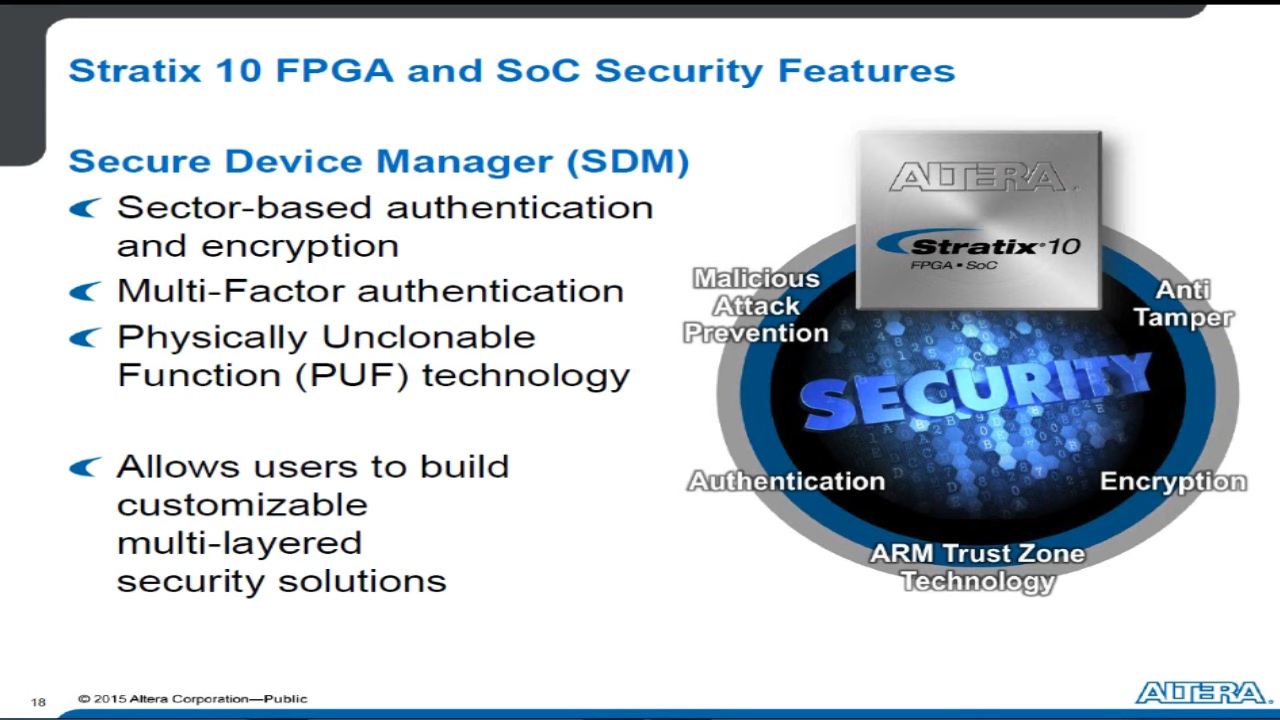 Stratix 10 FPGA and SoC Security Features
Secure Device Manager (SDM)
Sector-based authentication
and encryption
Multi-Factor authentication
Physically Unclonable
Function (PUF) technology
Allows users to build
customizable
multi-layered
security solutions
ALTERA®
Stratix® 10
FPGA • SoC
Malicious
Attack
Prevention
Anti
Tamper
SECURITY
Authentication
Encryption
ARM Trust Zone
Technology
18
© 2015 Altera Corporation—Public
ALTERA®